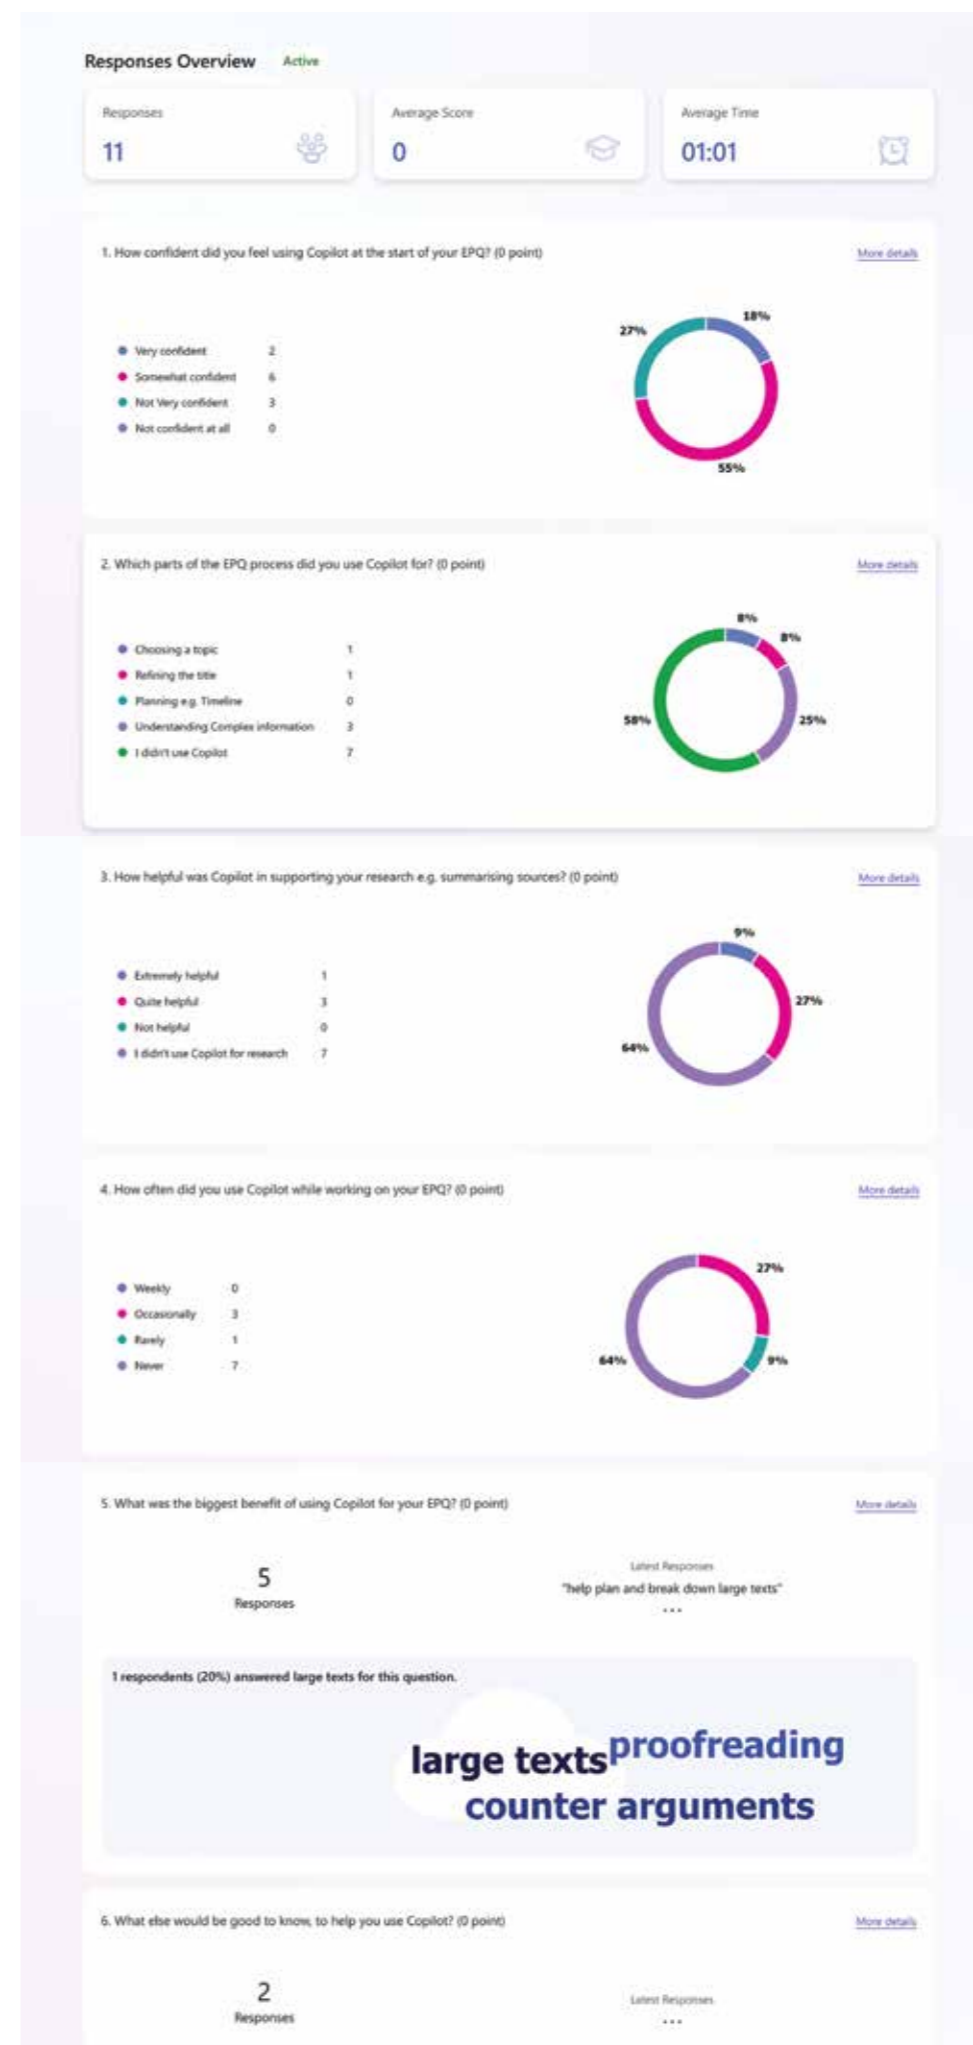 Responses Overview Active
Responses
11
Average Score
0
Average Time
01:01
1. How confident did you feel using Copilot at the start of your EPQ? (0 point)
More details
Very confident 2
Somewhat confident 6
Not Very confident 3
Not confident at all 0
18%
27%
55%
2. Which parts of the EPQ process did you use Copilot for? (0 point)
More details
Choosing a topic 1
Refining the title 1
Planning e.g. Timeline 0
Understanding Complex information 3
I didn't use Copilot 7
8%
8%
58%
25%
3. How helpful was Copilot in supporting your research e.g. summarising sources? (0 point)
More details
Extremely helpful 1
Quite helpful 3
Not helpful 0
I didn't use Copilot for research 7
9%
27%
64%
4. How often did you use Copilot while working on your EPQ? (0 point)
More details
Weekly 0
Occasionally 3
Rarely 1
Never 7
27%
64%
9%
5. What was the biggest benefit of using Copilot for your EPQ? (0 point)
More details
5
Responses
Latest Responses
"help plan and break down large texts"
...
1 respondents (20%) answered large texts for this question.
large texts proofreading
counter arguments
6. What else would be good to know, to help you use Copilot? (0 point)
More details
2
Responses
Latest Responses
...